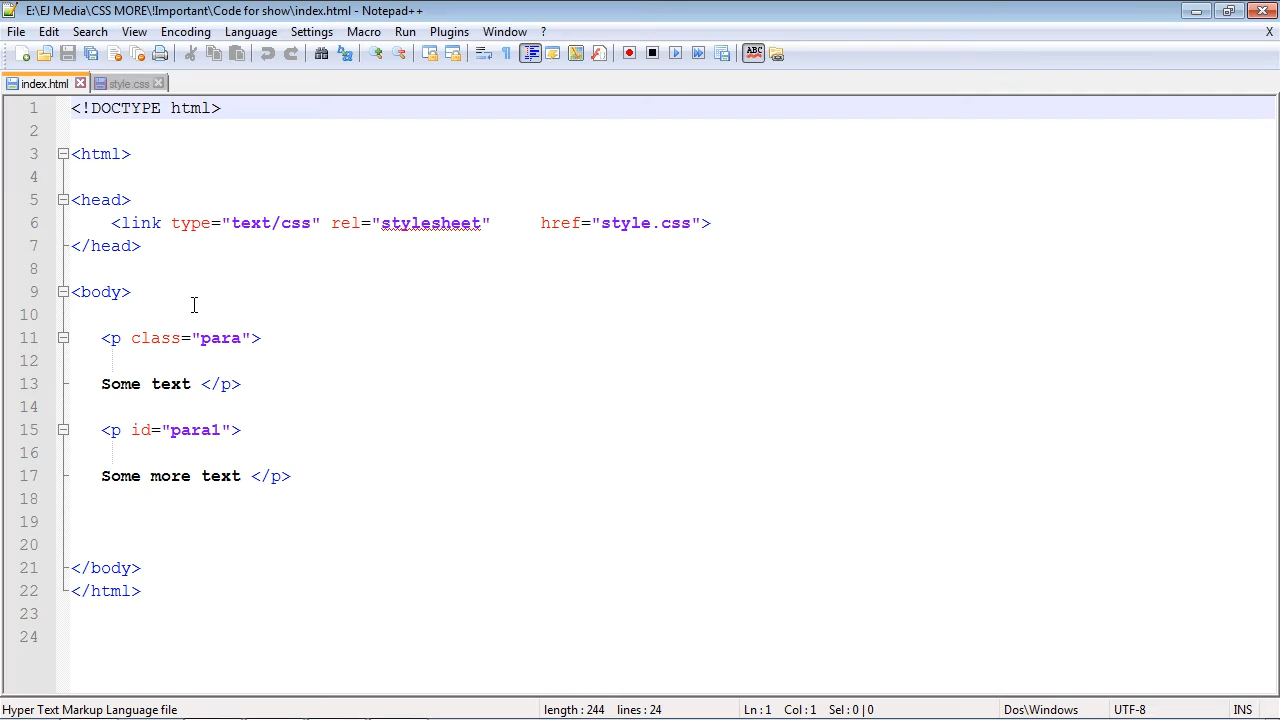 E:\EJ Media\CSS MORE\!Important\Code for show\index.html - Notepad++
File Edit Search View Encoding Language Settings Macro Run Plugins Window ? X
ABC
index.html style.css
1 <!DOCTYPE html>
2
3 <html>
4
5 <head>
6 <link type="text/css" rel="stylesheet" href="style.css">
7 </head>
8
9 <body>
10
11 <p class="para">
12
13 Some text </p>
14
15 <p id="para1">
16
17 Some more text </p>
18
19
20
21 </body>
22 </html>
23
24
Hyper Text Markup Language file length : 244 lines : 24 Ln : 1 Col : 1 Sel : 0 | 0 Dos\Windows UTF-8 INS